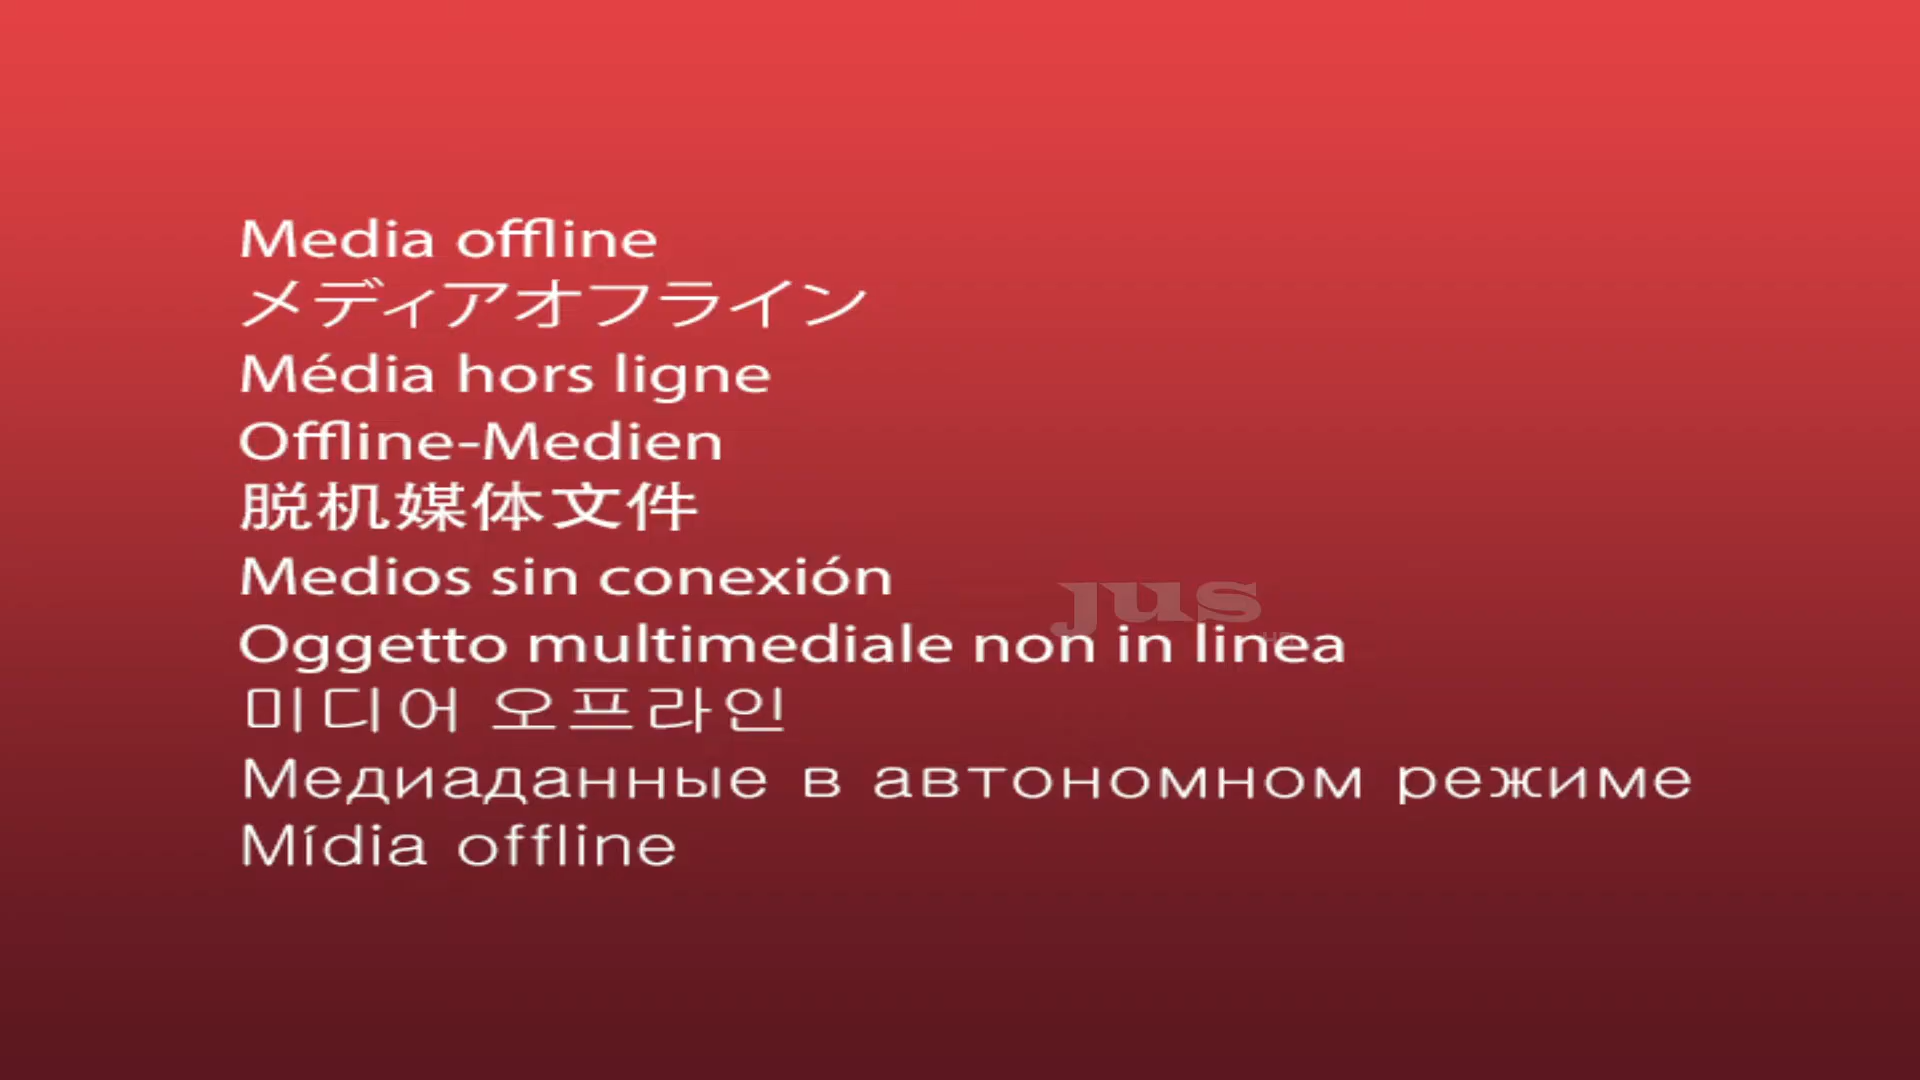 Media offline
メディアオフライン
Média hors ligne
Offline-Medien
脱机媒体文件
Medios sin conexión
jus
Oggetto multimediale non in linea
미디어 오프라인
Медиаданные в автономном режиме
Mídia offline